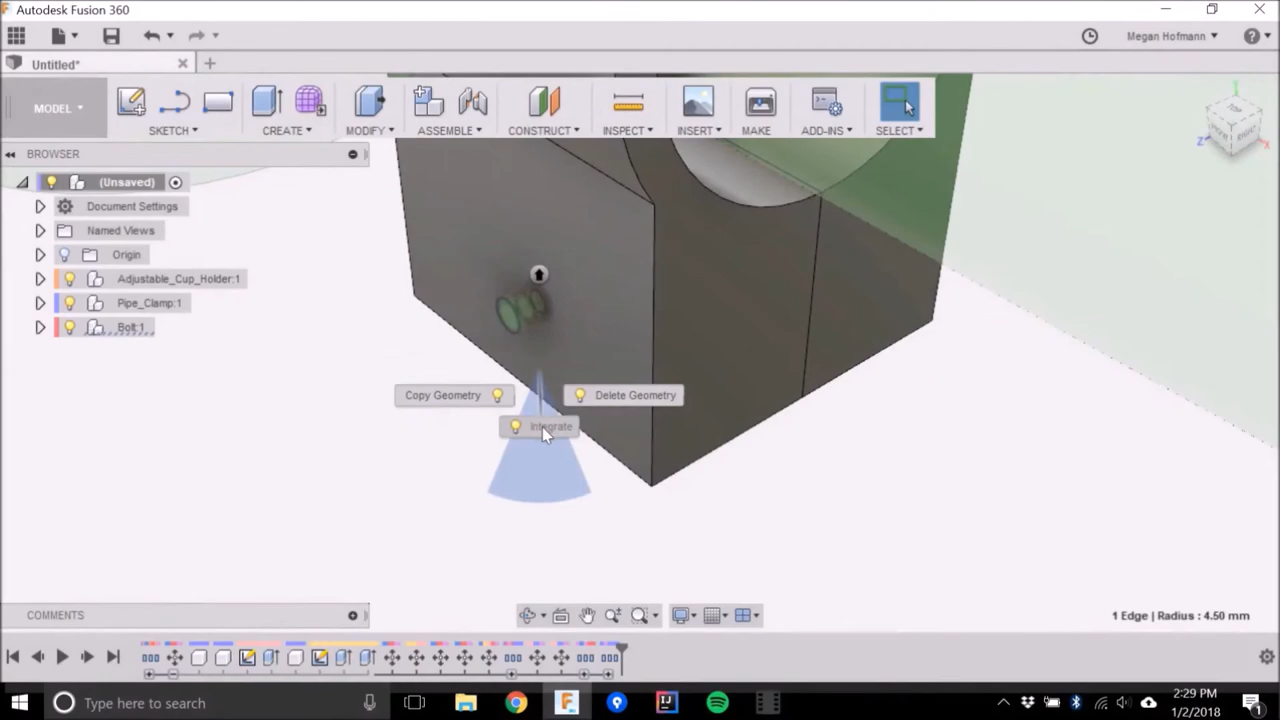 Autodesk Fusion 360
Megan Hofmann
Untitled*
MODEL
SKETCH
CREATE
MODIFY
ASSEMBLE
CONSTRUCT
INSPECT
INSERT
MAKE
ADD-INS
SELECT
BROWSER
(Unsaved)
Document Settings
Named Views
Origin
Adjustable_Cup_Holder:1
Pipe_Clamp:1
Bolt:1
RIGHT
Z
X
Copy Geometry
Delete Geometry
Integrate
COMMENTS
1 Edge | Radius : 4.50 mm
Type here to search
2:29 PM
1/2/2018